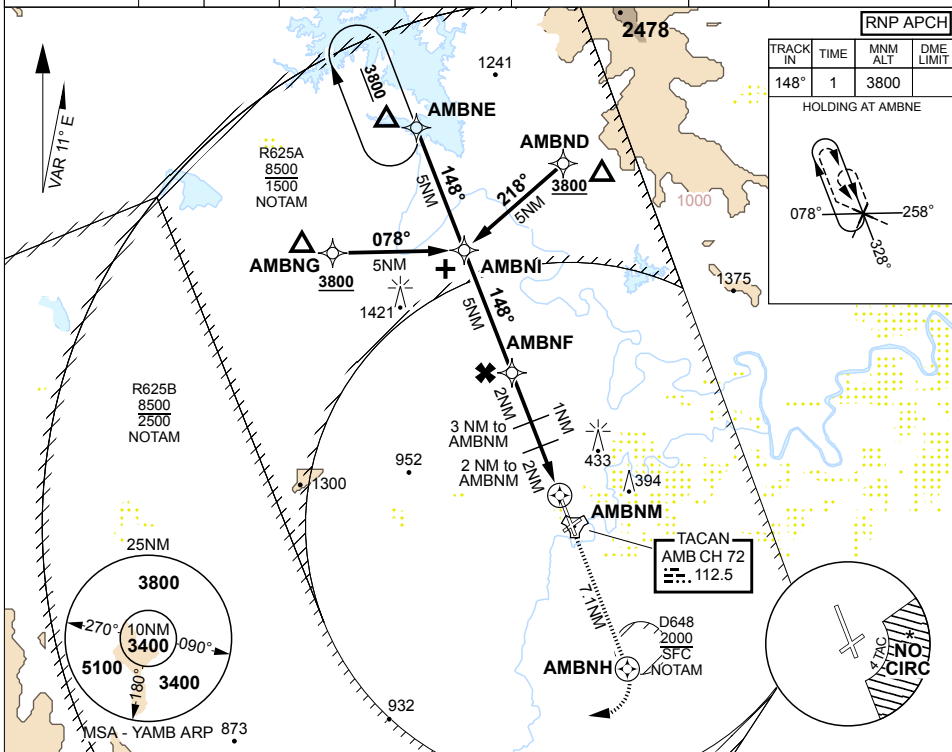 2478
RNP APCH
TRACK IN TIME MNM ALT DME LIMIT
148° 1 3800
HOLDING AT AMBNE
078° 258°
328°
VAR 11° E
3800
1241
AMBNE
AMBND
3800
R625A
8500
1500
NOTAM
148°
5NM
218°
5NM
1000
078°
5NM
AMBNG
3800
AMBNI
1375
1421
148°
5NM
AMBNF
R625B
8500
2500
NOTAM
2NM
1NM
3 NM to
AMBNM
433
952
2 NM to
AMBNM
2NM
394
1300
AMBNM
TACAN
AMB CH 72
112.5
25NM
3800
10NM
3400
270°
090°
5100
180°
3400
MSA - YAMB ARP
873
932
7.1NM
D648
2000
SFC
NOTAM
AMBNH
4 TAC
*
NO
CIRC